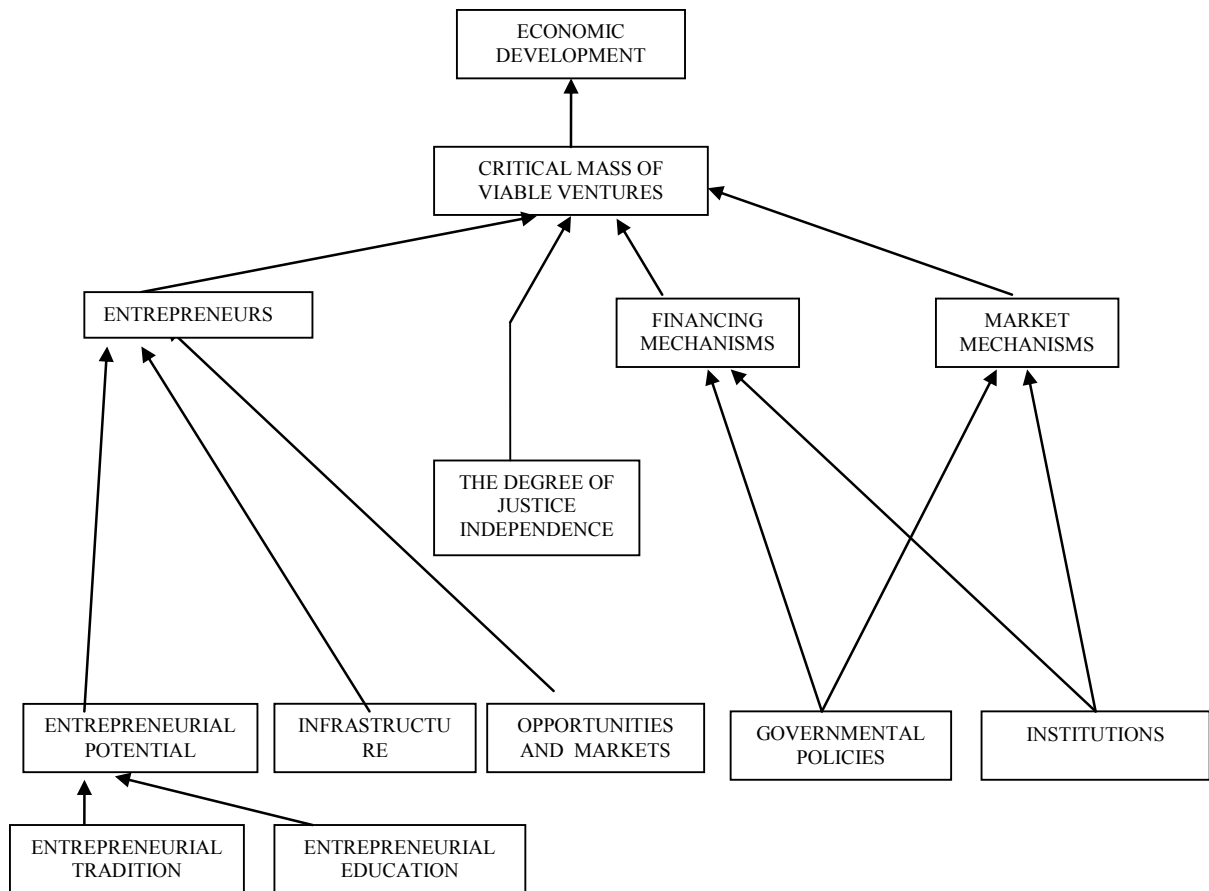 ECONOMIC
DEVELOPMENT
CRITICAL MASS OF
VIABLE VENTURES
ENTREPRENEURS
FINANCING
MECHANISMS
MARKET
MECHANISMS
THE DEGREE OF
JUSTICE
INDEPENDENCE
ENTREPRENEURIAL
POTENTIAL
INFRASTRUCTU
RE
OPPORTUNITIES
AND MARKETS
GOVERNMENTAL
POLICIES
INSTITUTIONS
ENTREPRENEURIAL
TRADITION
ENTREPRENEURIAL
EDUCATION